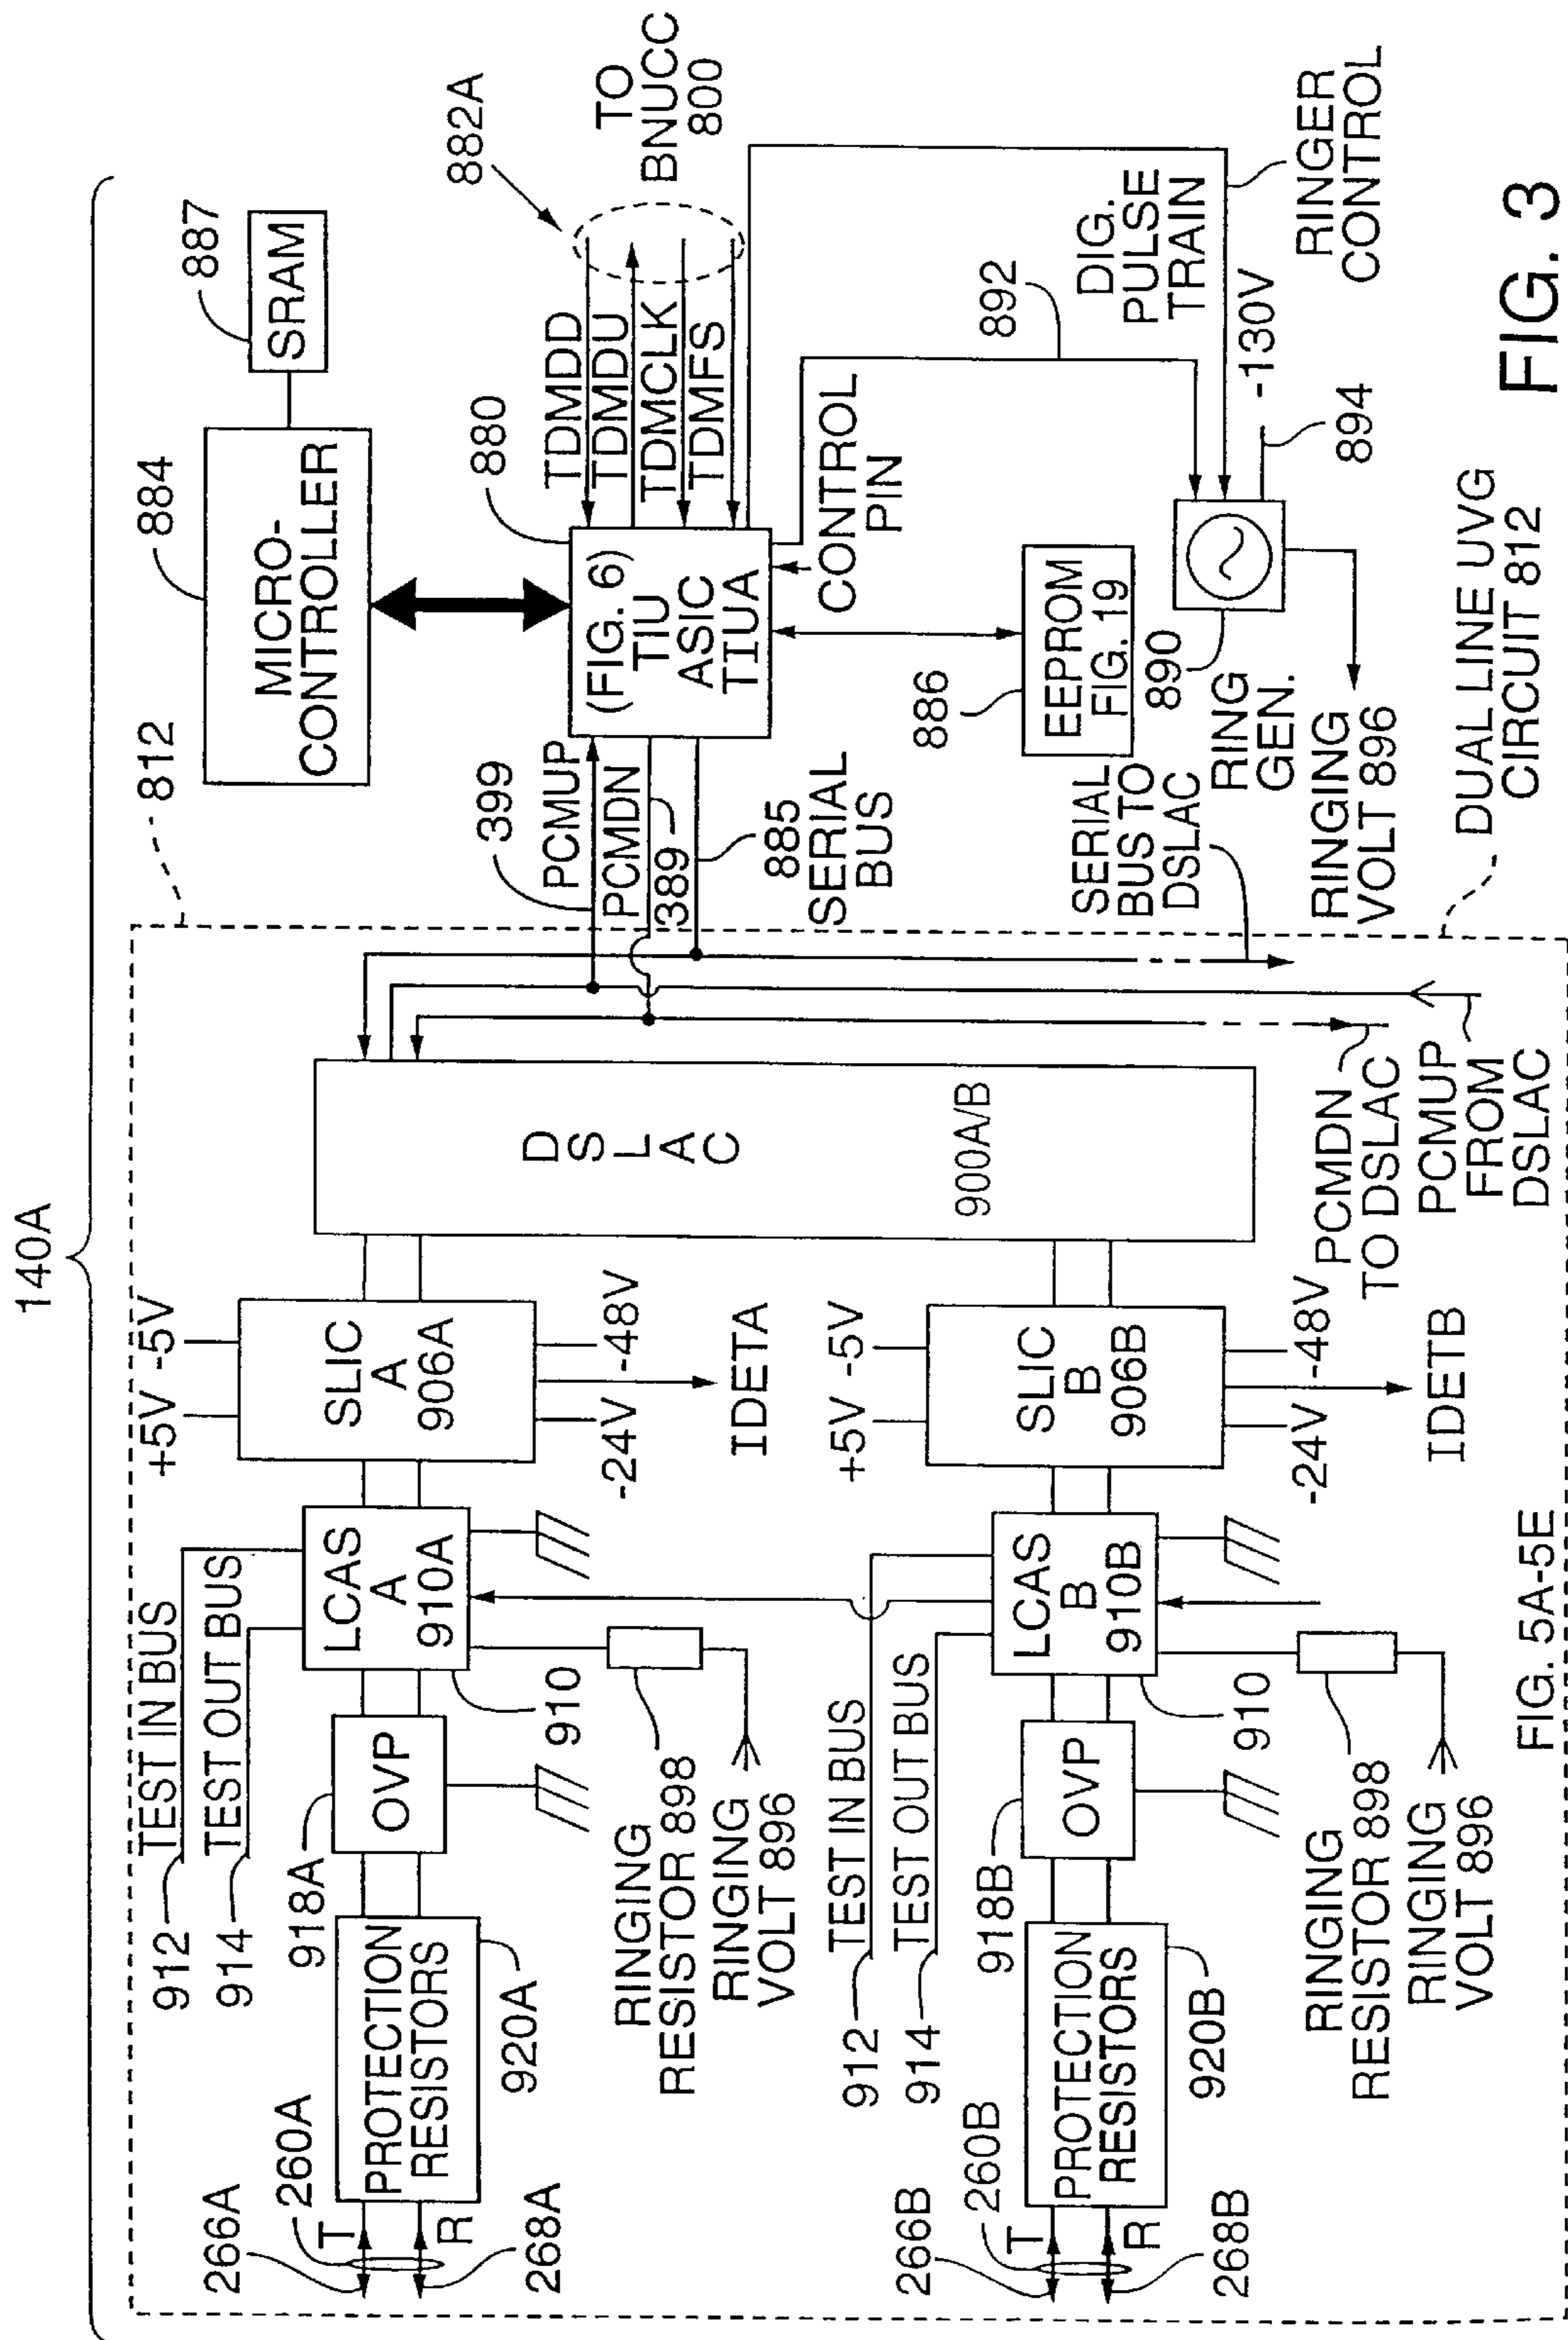 140A
812
884
MICRO-
CONTROLLER
887
SRAM
882A
TO
BNUCC
800
880
TDMDD
TDMDU
TDMCLK
TDMFS
(FIG. 6)
TIU
ASIC
TIUA
399
PCMUP
PCMDN
389
885
SERIAL
BUS
CONTROL
PIN
892
DIG.
PULSE
TRAIN
RINGER
CONTROL
886
EEPROM
FIG. 19
890
RING
GEN.
-130V
894
RINGING
VOLT 896
SERIAL
BUS TO
DSLAC
DUAL LINE UVG
CIRCUIT 812
PCMDN
TO DSLAC
PCMUP
FROM
DSLAC
DSLAC
900A/B
+5V -5V
SLIC
A
906A
-24V
-48V
IDETA
912
TEST IN BUS
914
TEST OUT BUS
LCAS
A
910A
910
918A
OVP
RINGING
RESISTOR 898
RINGING
VOLT 896
PROTECTION
RESISTORS
920A
266A
260A
T
R
268A
+5V -5V
SLIC
B
906B
-24V
-48V
IDETB
912
TEST IN BUS
914
TEST OUT BUS
LCAS
B
910B
910
918B
OVP
RINGING
RESISTOR 898
RINGING
VOLT 896
PROTECTION
RESISTORS
920B
266B
260B
T
R
268B
FIG. 5A-5E
FIG. 3